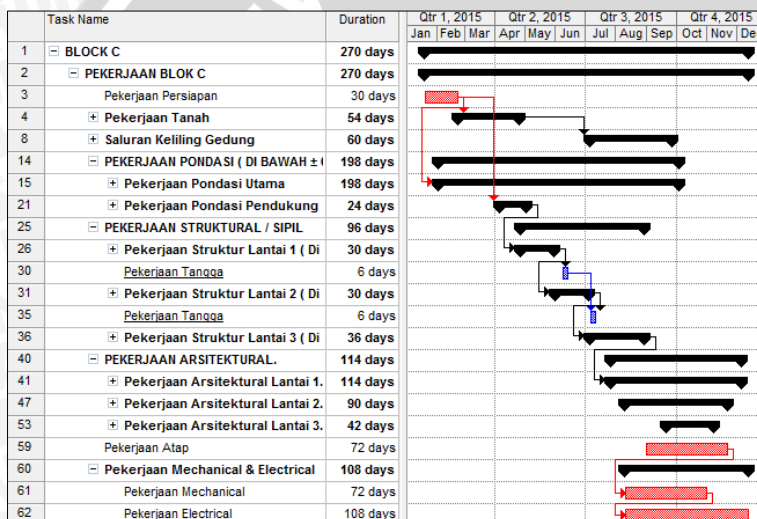 Task Name Duration Qtr 1, 2015 Qtr 2, 2015 Qtr 3, 2015 Qtr 4, 2015
Jan Feb Mar Apr May Jun Jul Aug Sep Oct Nov De
1 BLOCK C 270 days
2 PEKERJAAN BLOK C 270 days
3 Pekerjaan Persiapan 30 days
4 Pekerjaan Tanah 54 days
8 Saluran Keliling Gedung 60 days
14 PEKERJAAN PONDASI ( DI BAWAH ± 198 days
15 Pekerjaan Pondasi Utama 198 days
21 Pekerjaan Pondasi Pendukung 24 days
25 PEKERJAAN STRUKTURAL / SIPIL 96 days
26 Pekerjaan Struktur Lantai 1 ( Di 30 days
30 Pekerjaan Tangga 6 days
31 Pekerjaan Struktur Lantai 2 ( Di 30 days
35 Pekerjaan Tangga 6 days
36 Pekerjaan Struktur Lantai 3 ( Di 36 days
40 PEKERJAAN ARSITEKTURAL. 114 days
41 Pekerjaan Arsitektural Lantai 1. 114 days
47 Pekerjaan Arsitektural Lantai 2. 90 days
53 Pekerjaan Arsitektural Lantai 3. 42 days
59 Pekerjaan Atap 72 days
60 Pekerjaan Mechanical & Electrical 108 days
61 Pekerjaan Mechanical 72 days
62 Pekerjaan Electrical 108 days